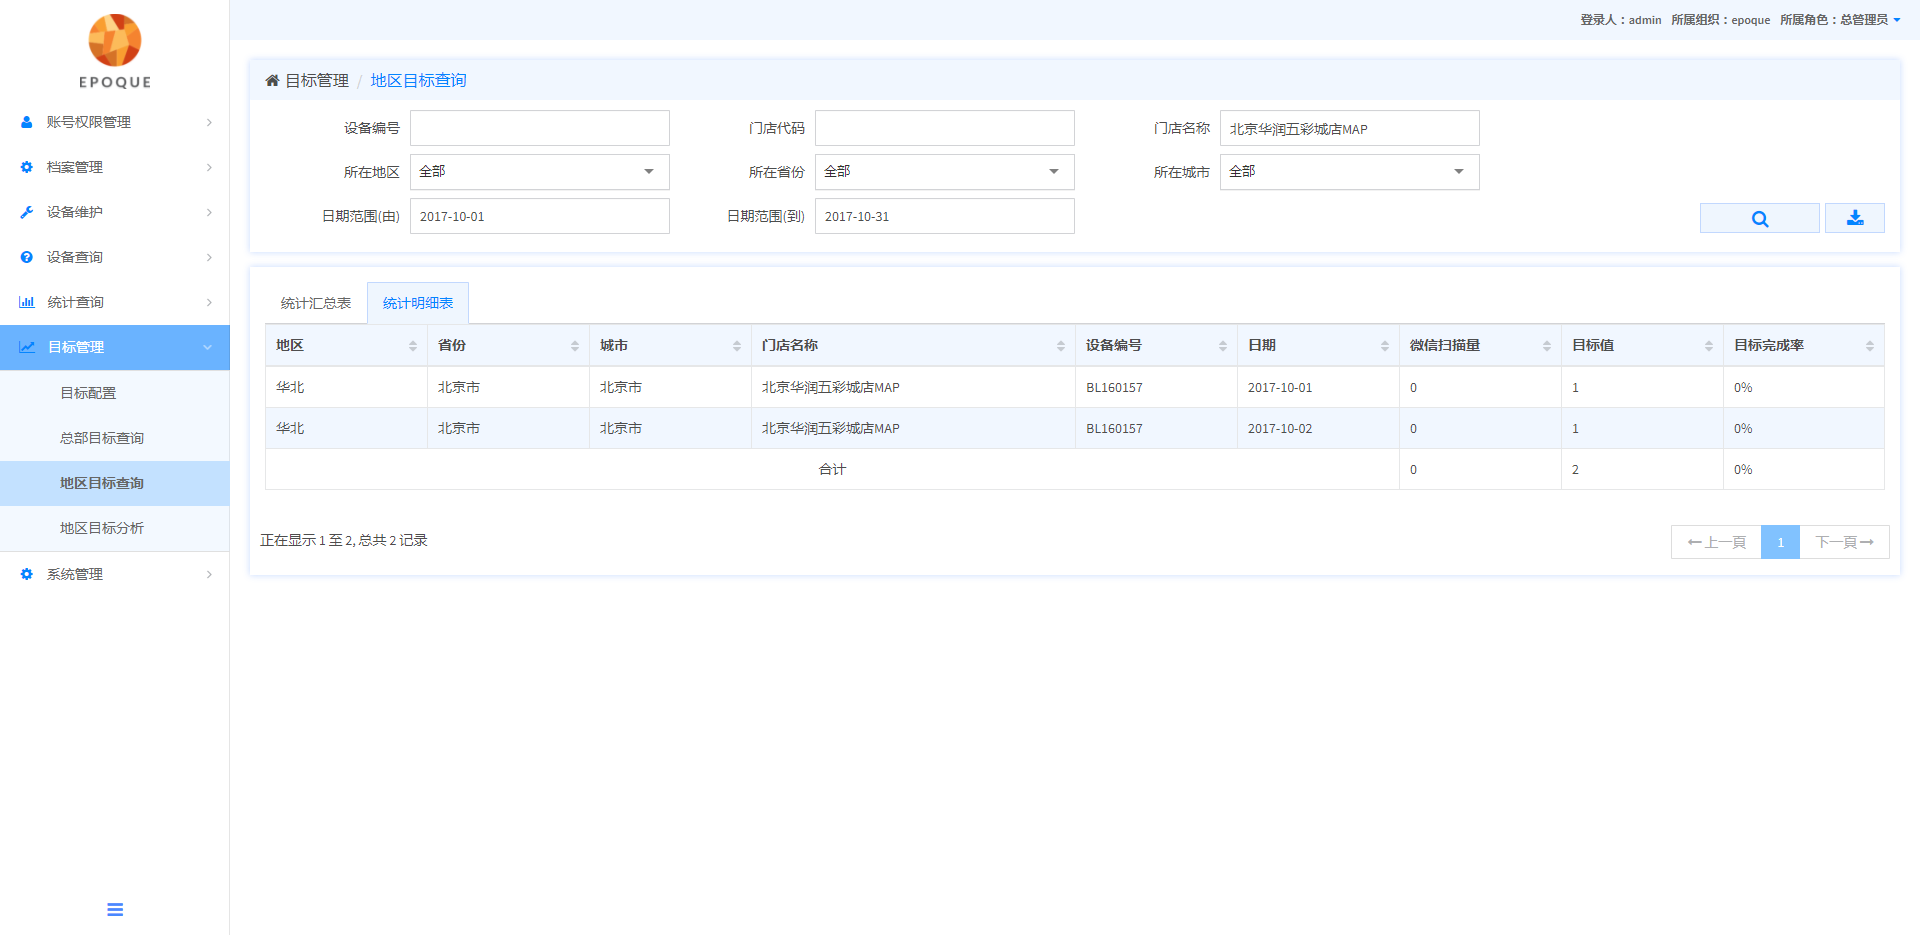 登录人：admin 所属组织：epoque 所属角色：总管理员
EPOQUE
账号权限管理
档案管理
设备维护
设备查询
统计查询
目标管理
目标配置
总部目标查询
地区目标查询
地区目标分析
系统管理
目标管理 / 地区目标查询
设备编号 门店代码 门店名称 北京华润五彩城店MAP
所在地区 全部 所在省份 全部 所在城市 全部
日期范围(由) 2017-10-01 日期范围(到) 2017-10-31
统计汇总表 统计明细表
地区 省份 城市 门店名称 设备编号 日期 微信扫描量 目标值 目标完成率
华北 北京市 北京市 北京华润五彩城店MAP BL160157 2017-10-01 0 1 0%
华北 北京市 北京市 北京华润五彩城店MAP BL160157 2017-10-02 0 1 0%
合计 0 2 0%
正在显示 1 至 2, 总共 2 记录
←上一頁 1 下一頁→